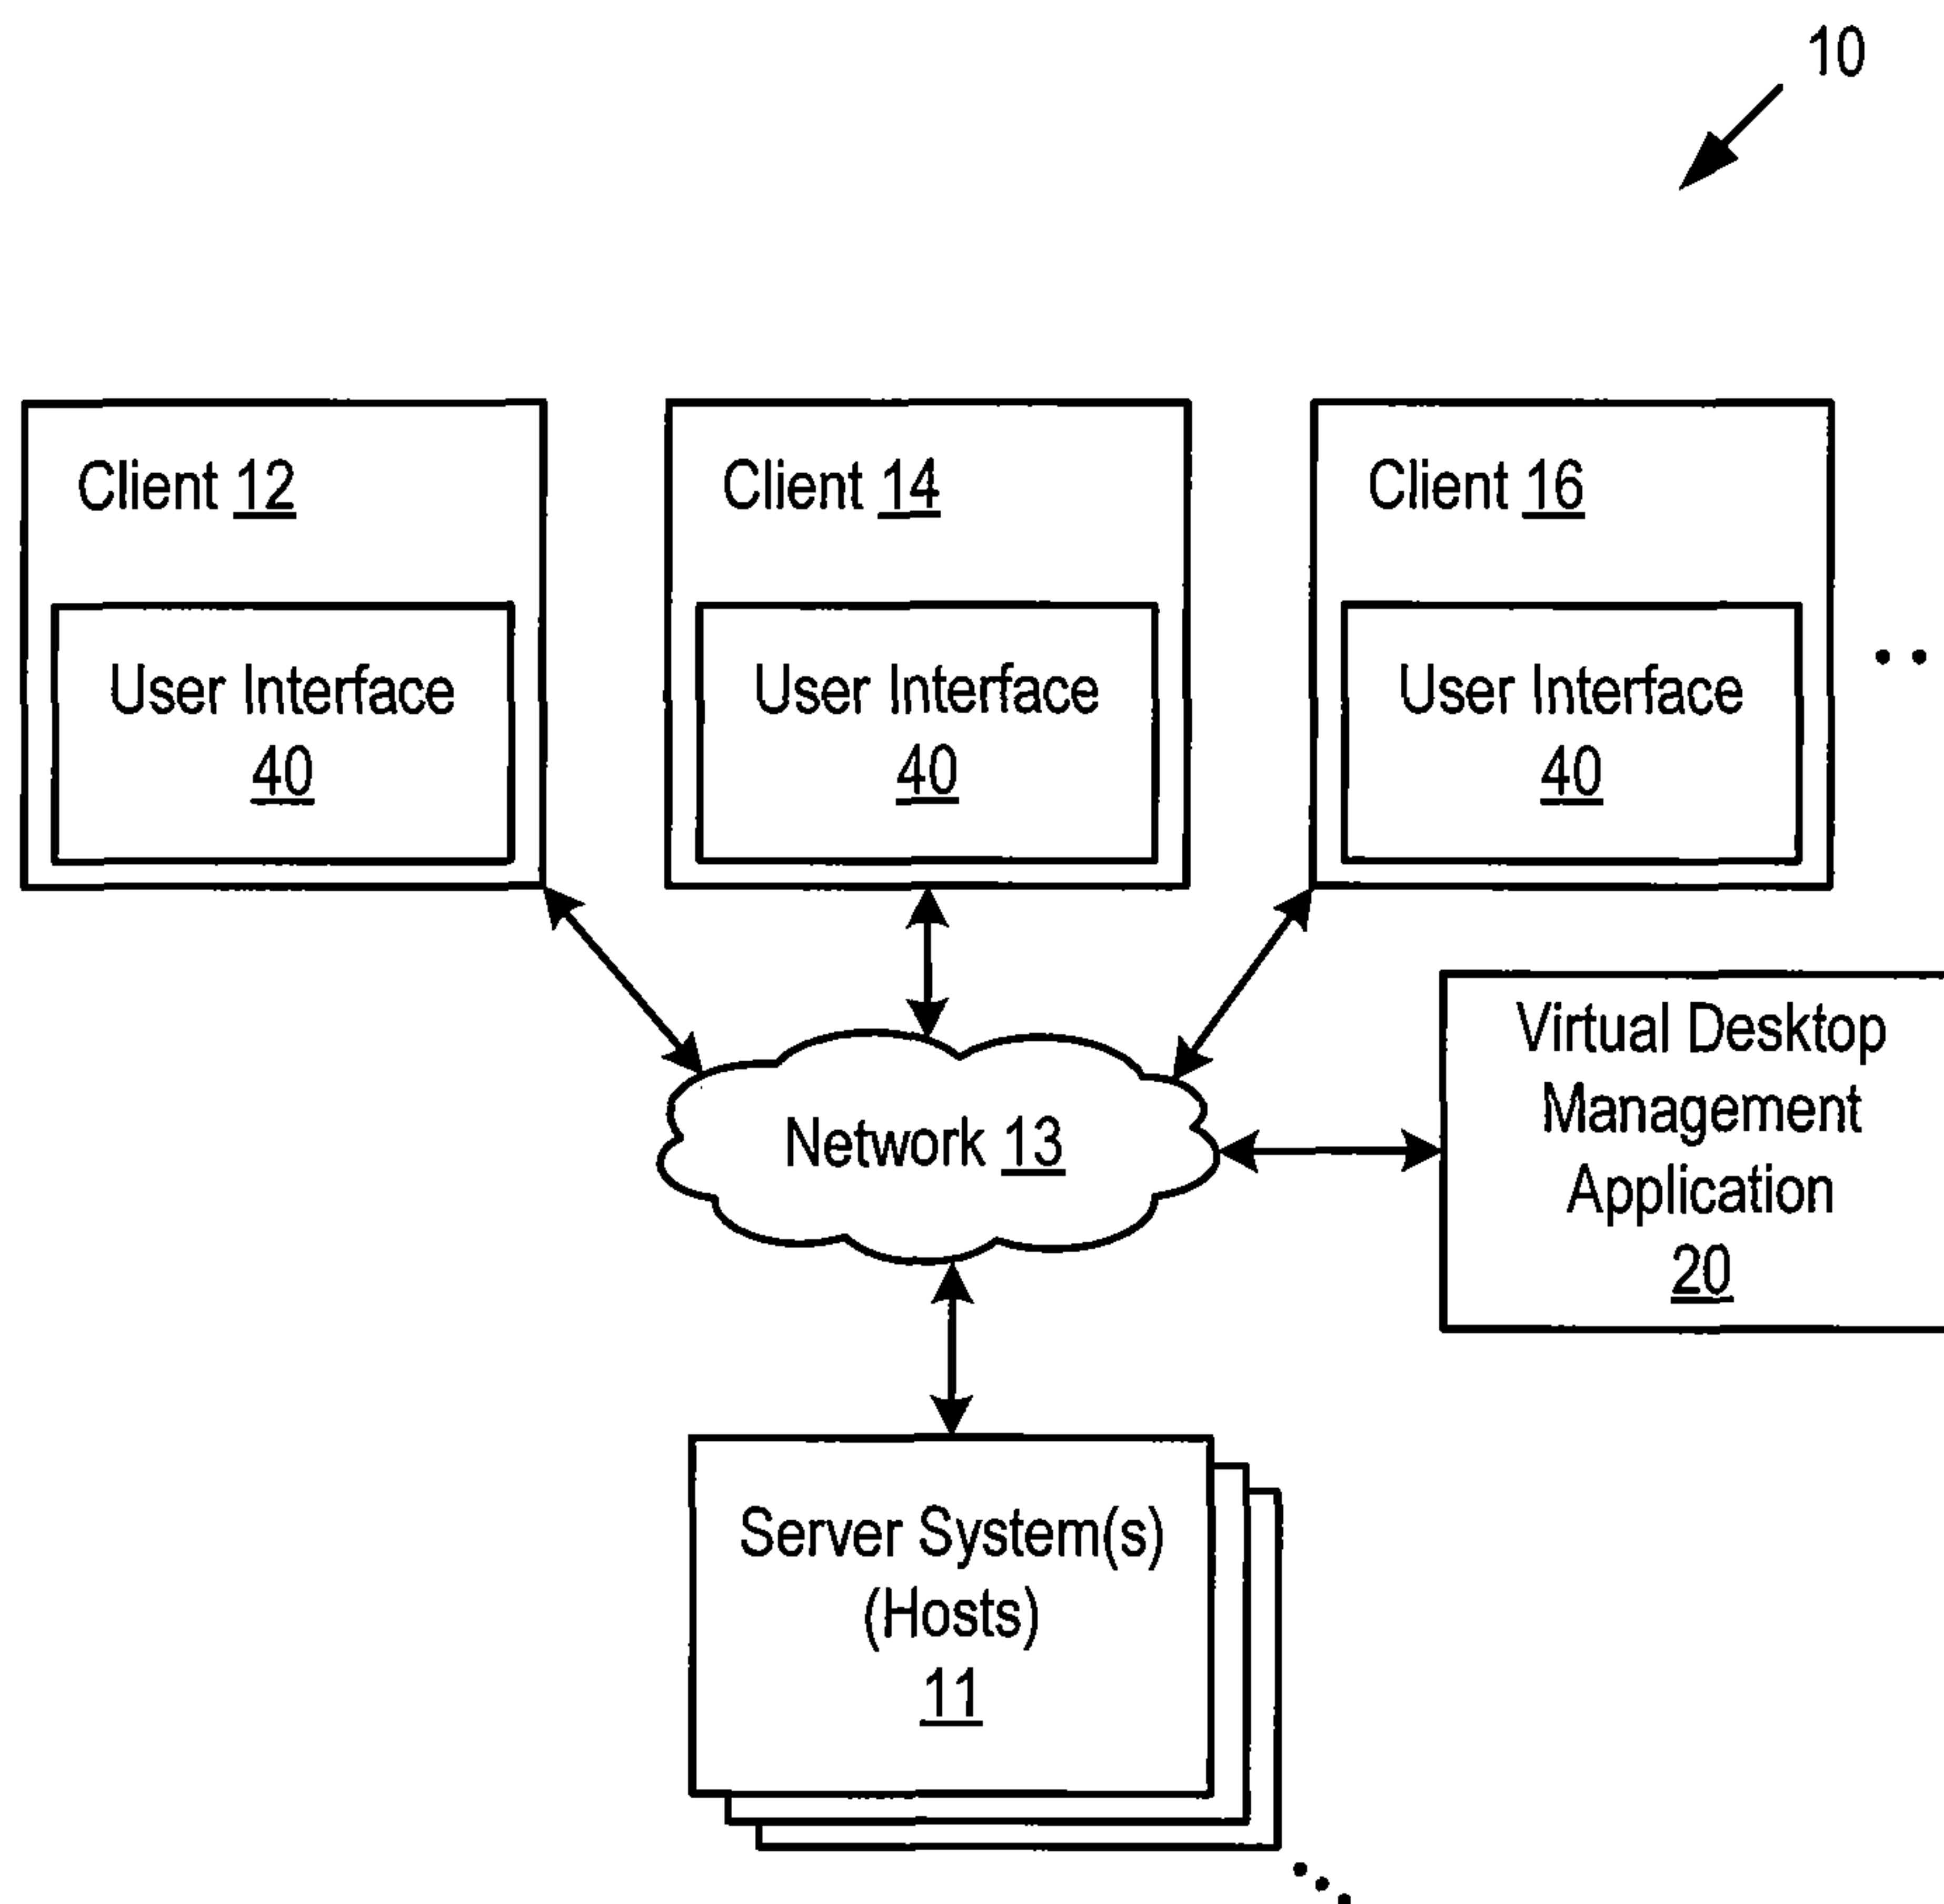 10
Client 12
User Interface
40
Client 14
User Interface
40
Client 16
User Interface
40
Network 13
Virtual Desktop
Management
Application
20
Server System(s)
(Hosts)
11